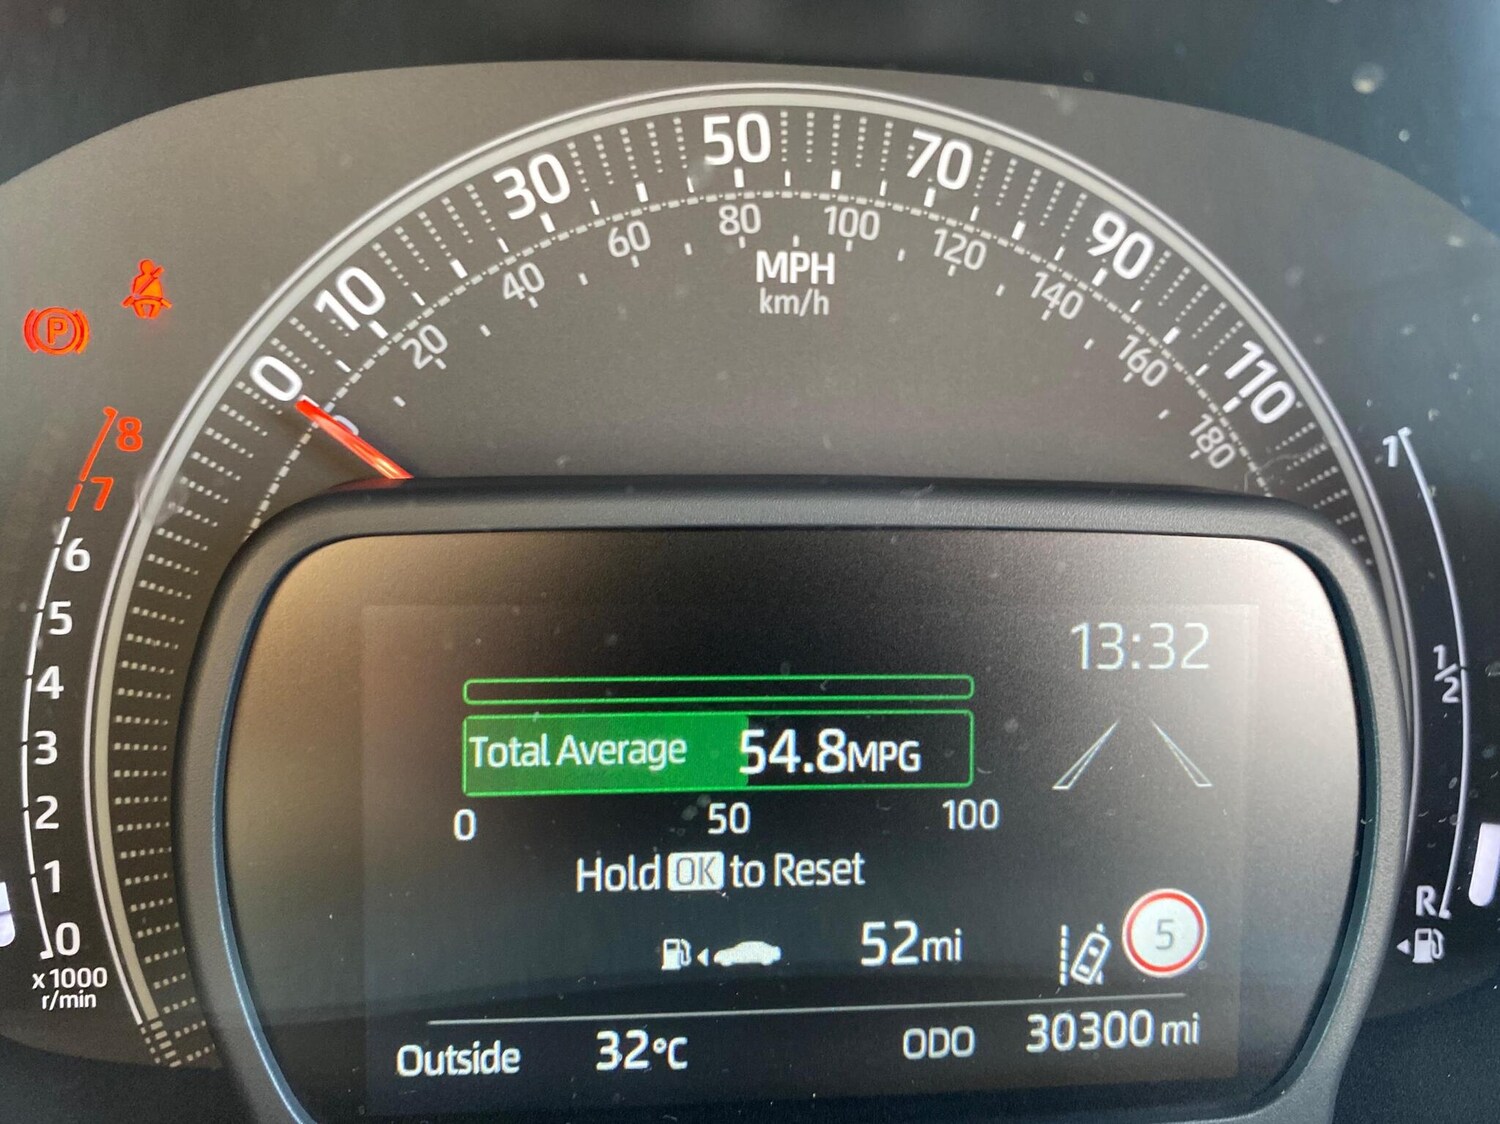 0 10 30 50 70 90 110
20 40 60 80 100 120 140 160 180
MPH
km/h
P
8
7
6
5
4
3
2
1
0
x 1000
r/min
1
1/2
R
13:32
Total Average 54.8MPG
0 50 100
Hold OK to Reset
52mi
5
Outside 32°C ODO 30300 mi